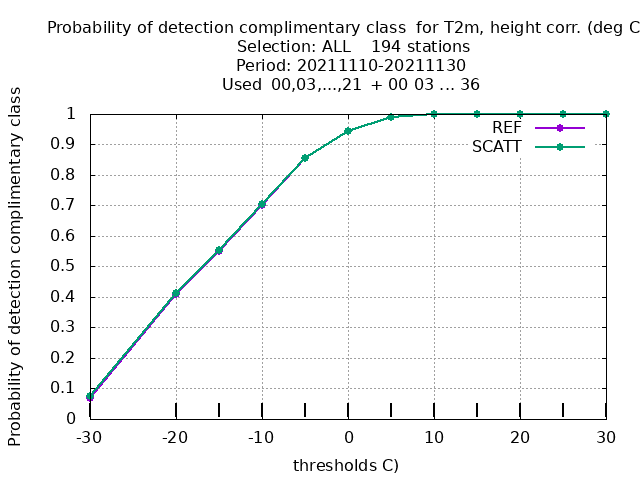 Probability of detection complimentary class  for T2m, height corr. (deg C
Selection: ALL    194 stations
Period: 20211110-20211130
Used  00,03,...,21  + 00 03 ... 36
Probability of detection complimentary class
1
0.9
0.8
0.7
0.6
0.5
0.4
0.3
0.2
0.1
0
REF
SCATT
-30 -20 -10 0 10 20 30
thresholds C)